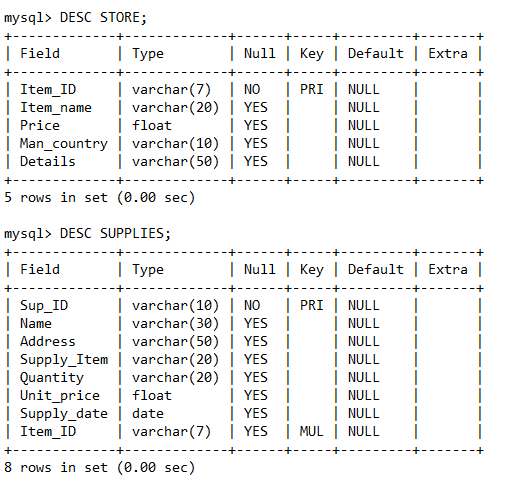 mysql> DESC STORE;
+-------------+-------------+------+-----+---------+-------+
| Field       | Type        | Null | Key | Default | Extra |
+-------------+-------------+------+-----+---------+-------+
| Item_ID     | varchar(7)  | NO   | PRI | NULL    |       |
| Item_name   | varchar(20) | YES  |     | NULL    |       |
| Price       | float       | YES  |     | NULL    |       |
| Man_country | varchar(10) | YES  |     | NULL    |       |
| Details     | varchar(50) | YES  |     | NULL    |       |
+-------------+-------------+------+-----+---------+-------+
5 rows in set (0.00 sec)
mysql> DESC SUPPLIES;
+-------------+-------------+------+-----+---------+-------+
| Field       | Type        | Null | Key | Default | Extra |
+-------------+-------------+------+-----+---------+-------+
| Sup_ID      | varchar(10) | NO   | PRI | NULL    |       |
| Name        | varchar(30) | YES  |     | NULL    |       |
| Address     | varchar(50) | YES  |     | NULL    |       |
| Supply_Item | varchar(20) | YES  |     | NULL    |       |
| Quantity    | varchar(20) | YES  |     | NULL    |       |
| Unit_price  | float       | YES  |     | NULL    |       |
| Supply_date | date        | YES  |     | NULL    |       |
| Item_ID     | varchar(7)  | YES  | MUL | NULL    |       |
+-------------+-------------+------+-----+---------+-------+
8 rows in set (0.00 sec)